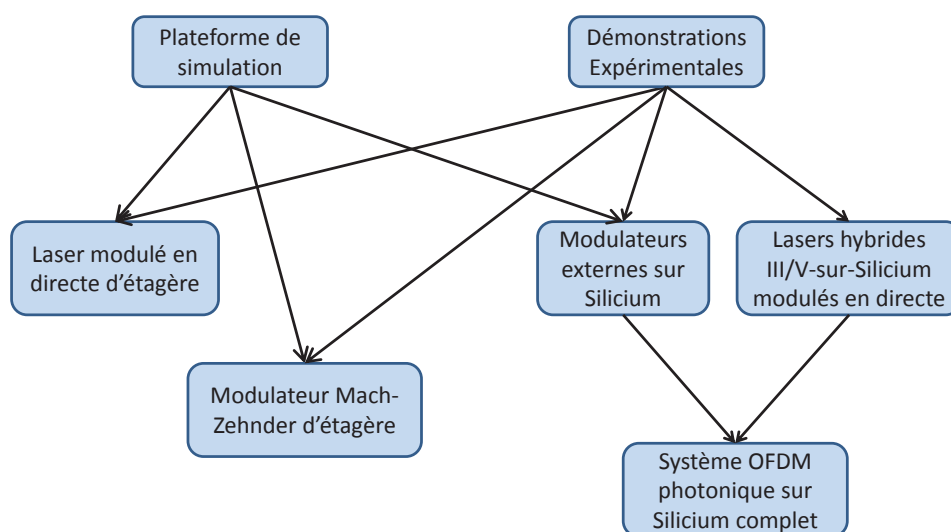 Plateforme de
simulation
Démonstrations
Expérimentales
Laser modulé en
directe d’étagère
Modulateurs
externes sur
Silicium
Lasers hybrides
III/V-sur-Silicium
modulés en directe
Modulateur Mach-
Zehnder d’étagère
Système OFDM
photonique sur
Silicium complet